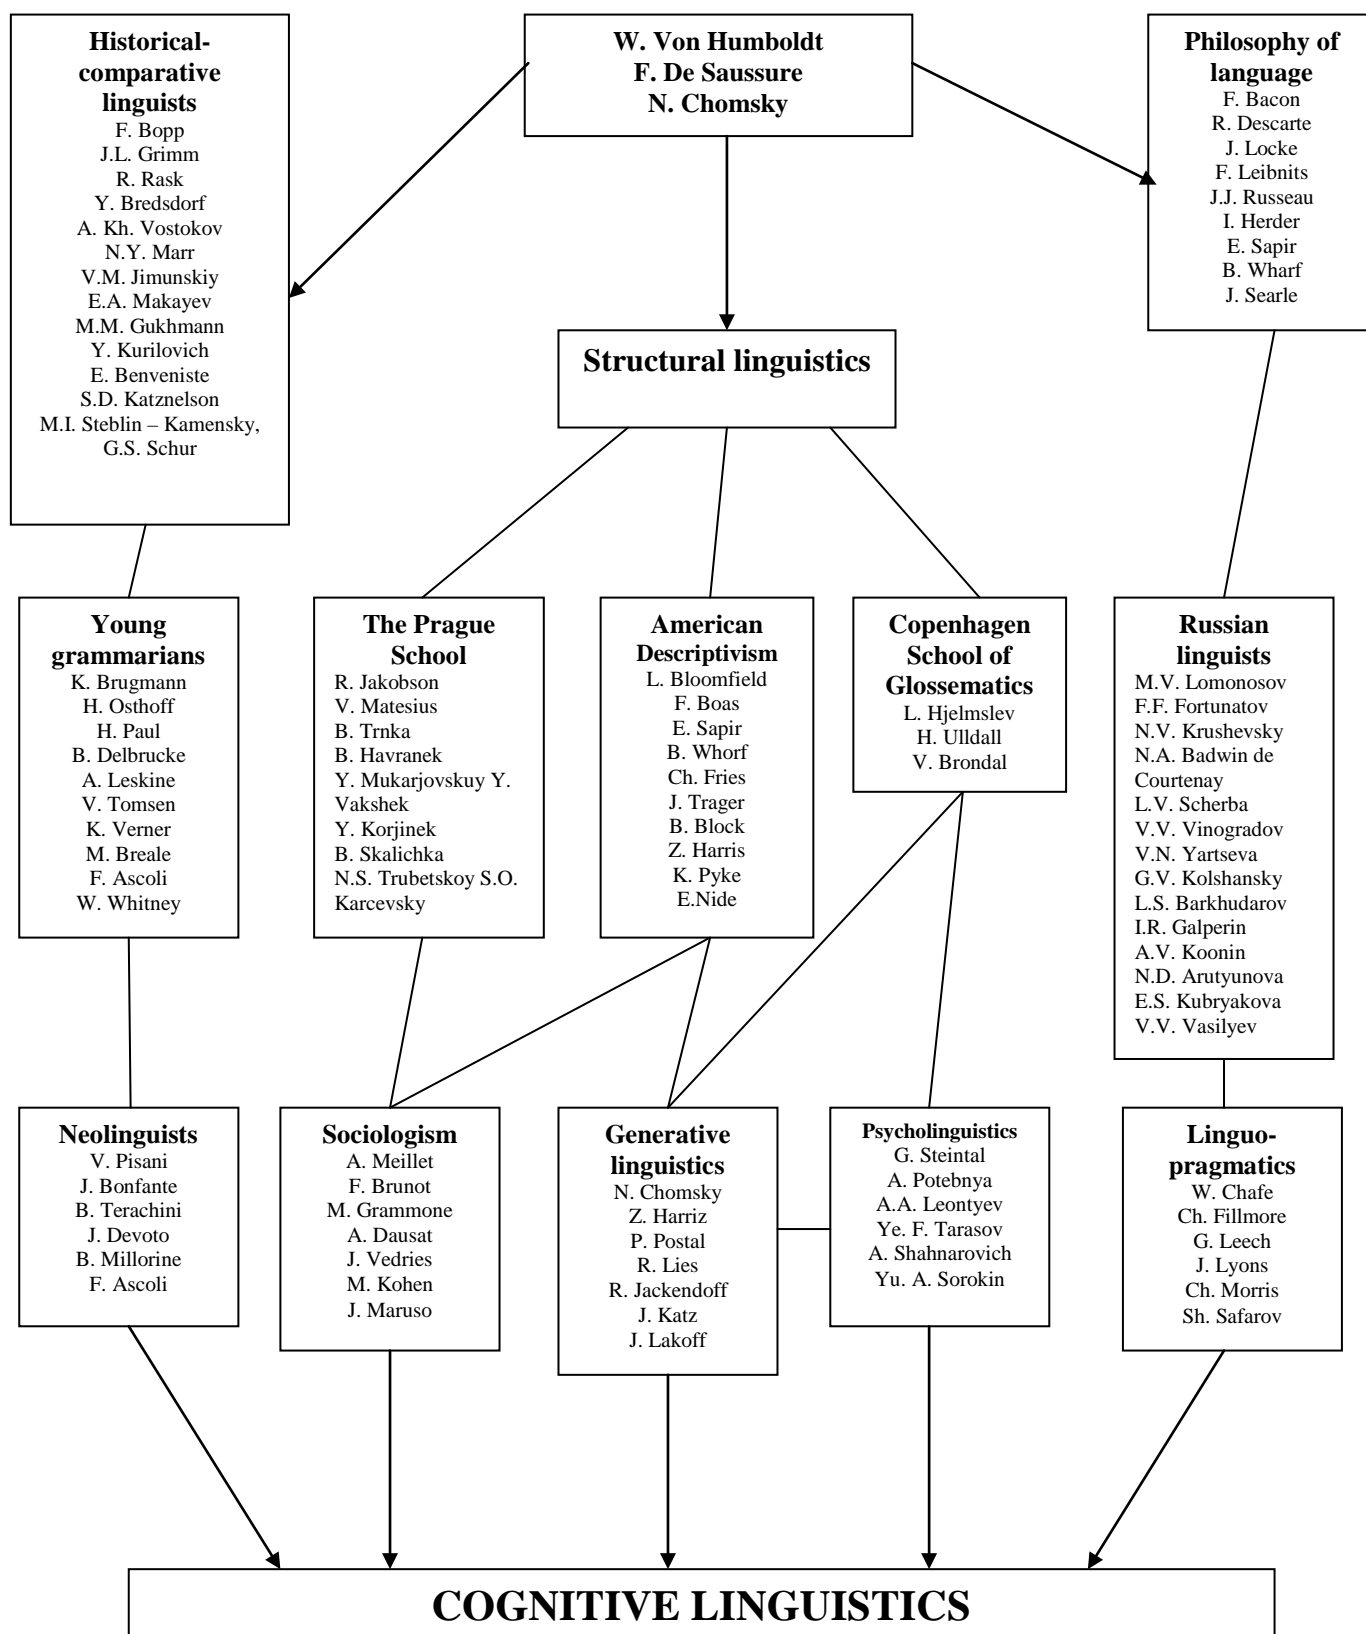 Historical-
comparative
linguists
F. Bopp
J.L. Grimm
R. Rask
Y. Bredsdorf
A. Kh. Vostokov
N.Y. Marr
V.M. Jimunskiy
E.A. Makayev
M.M. Gukhmann
Y. Kurilovich
E. Benveniste
S.D. Katznelson
M.I. Steblin – Kamensky,
G.S. Schur
W. Von Humboldt
F. De Saussure
N. Chomsky
Philosophy of
language
F. Bacon
R. Descarte
J. Locke
F. Leibnits
J.J. Russeau
I. Herder
E. Sapir
B. Wharf
J. Searle
Structural linguistics
Young
grammarians
K. Brugmann
H. Osthoff
H. Paul
B. Delbrucke
A. Leskine
V. Tomsen
K. Verner
M. Breale
F. Ascoli
W. Whitney
The Prague
School
R. Jakobson
V. Matesius
B. Trnka
B. Havranek
Y. Mukarjovskuy Y.
Vakshek
Y. Korjinek
B. Skalichka
N.S. Trubetskoy S.O.
Karcevsky
American
Descriptivism
L. Bloomfield
F. Boas
E. Sapir
B. Whorf
Ch. Fries
J. Trager
B. Block
Z. Harris
K. Pyke
E.Nide
Copenhagen
School of
Glossematics
L. Hjelmslev
H. Ulldall
V. Brondal
Russian
linguists
M.V. Lomonosov
F.F. Fortunatov
N.V. Krushevsky
N.A. Badwin de
Courtenay
L.V. Scherba
V.V. Vinogradov
V.N. Yartseva
G.V. Kolshansky
L.S. Barkhudarov
I.R. Galperin
A.V. Koonin
N.D. Arutyunova
E.S. Kubryakova
V.V. Vasilyev
Neolinguists
V. Pisani
J. Bonfante
B. Terachini
J. Devoto
B. Millorine
F. Ascoli
Sociologism
A. Meillet
F. Brunot
M. Grammone
A. Dausat
J. Vedries
M. Kohen
J. Maruso
Generative
linguistics
N. Chomsky
Z. Harriz
P. Postal
R. Lies
R. Jackendoff
J. Katz
J. Lakoff
Psycholinguistics
G. Steintal
A. Potebnya
A.A. Leontyev
Ye. F. Tarasov
A. Shahnarovich
Yu. A. Sorokin
Linguo-
pragmatics
W. Chafe
Ch. Fillmore
G. Leech
J. Lyons
Ch. Morris
Sh. Safarov
COGNITIVE LINGUISTICS